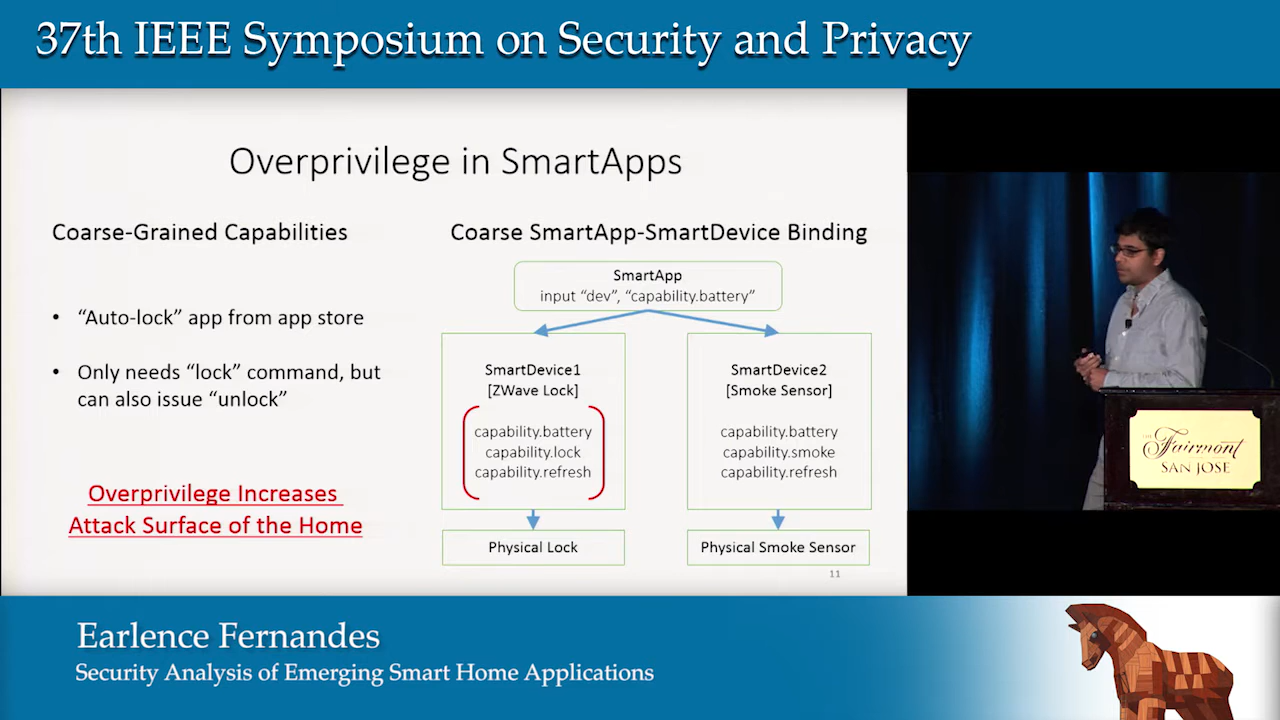 37th IEEE Symposium on Security and Privacy
Overprivilege in SmartApps
Coarse-Grained Capabilities
• “Auto-lock” app from app store
• Only needs “lock” command, but
can also issue “unlock”
Overprivilege Increases
Attack Surface of the Home
Coarse SmartApp-SmartDevice Binding
SmartApp
input “dev”, “capability.battery”
SmartDevice1
[ZWave Lock]
capability.battery
capability.lock
capability.refresh
Physical Lock
SmartDevice2
[Smoke Sensor]
capability.battery
capability.smoke
capability.refresh
Physical Smoke Sensor
11
THE Fairmont
SAN JOSE
Earlence Fernandes
Security Analysis of Emerging Smart Home Applications